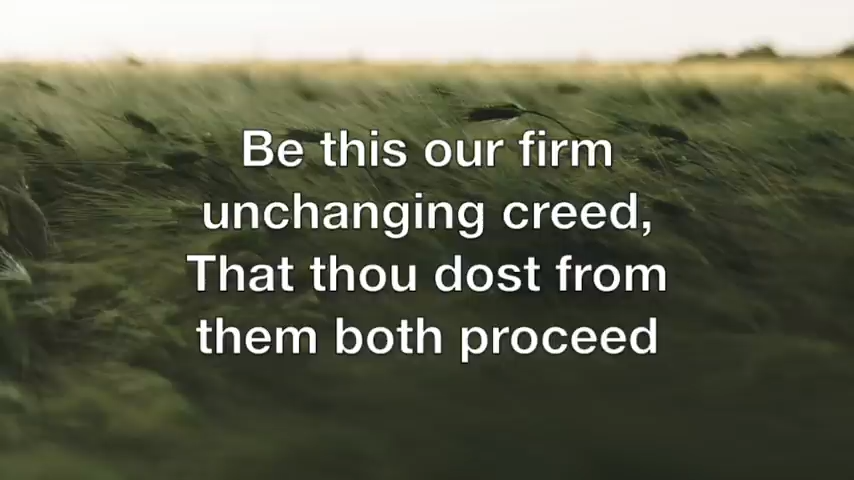 Be this our firm
unchanging creed,
That thou dost from
them both proceed